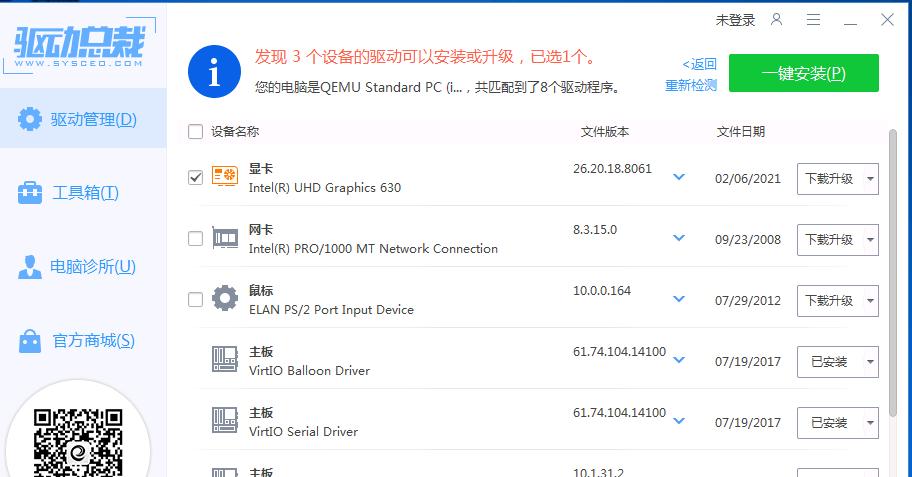 未登录
驱动总裁
WWW.SYSCEO.COM
发现 3 个设备的驱动可以安装或升级，已选1个。
您的电脑是QEMU Standard PC (i...，共匹配到了8个驱动程序。
<返回
重新检测
一键安装(P)
驱动管理(D)
工具箱(T)
电脑诊所(U)
官方商城(S)
设备名称 文件版本 文件日期
显卡
Intel(R) UHD Graphics 630
26.20.18.8061
02/06/2021
下载升级
网卡
Intel(R) PRO/1000 MT Network Connection
8.3.15.0
09/23/2008
下载升级
鼠标
ELAN PS/2 Port Input Device
10.0.0.164
07/29/2012
下载升级
主板
VirtIO Balloon Driver
61.74.104.14100
07/19/2017
已安装
主板
VirtIO Serial Driver
61.74.104.14100
07/19/2017
已安装
主板
10.1.31.2